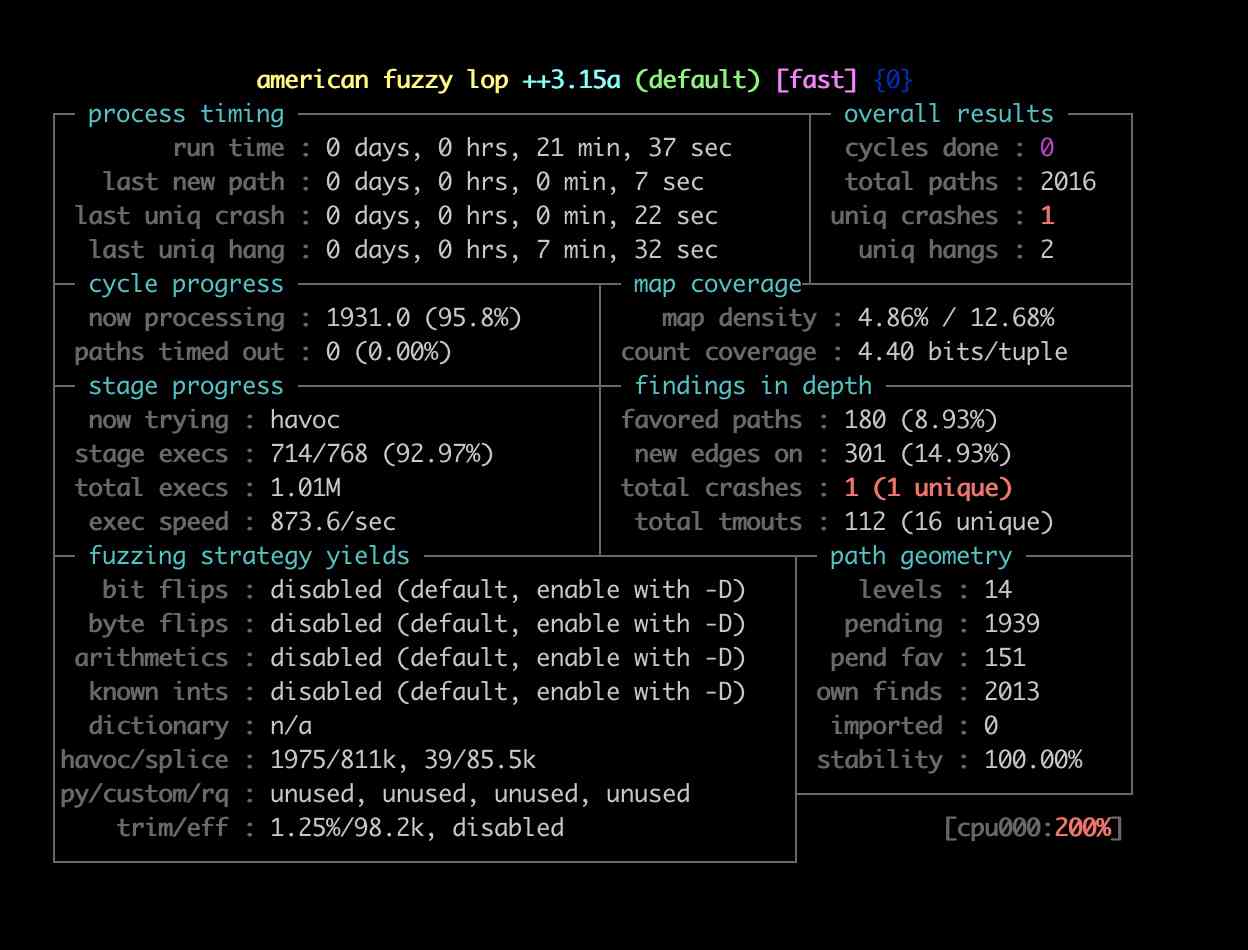 american fuzzy lop ++3.15a (default) [fast] {0}
process timing overall results
run time : 0 days, 0 hrs, 21 min, 37 sec cycles done : 0
last new path : 0 days, 0 hrs, 0 min, 7 sec total paths : 2016
last uniq crash : 0 days, 0 hrs, 0 min, 22 sec uniq crashes : 1
last uniq hang : 0 days, 0 hrs, 7 min, 32 sec uniq hangs : 2
cycle progress map coverage
now processing : 1931.0 (95.8%) map density : 4.86% / 12.68%
paths timed out : 0 (0.00%) count coverage : 4.40 bits/tuple
stage progress findings in depth
now trying : havoc favored paths : 180 (8.93%)
stage execs : 714/768 (92.97%) new edges on : 301 (14.93%)
total execs : 1.01M total crashes : 1 (1 unique)
exec speed : 873.6/sec total tmouts : 112 (16 unique)
fuzzing strategy yields path geometry
bit flips : disabled (default, enable with -D) levels : 14
byte flips : disabled (default, enable with -D) pending : 1939
arithmetics : disabled (default, enable with -D) pend fav : 151
known ints : disabled (default, enable with -D) own finds : 2013
dictionary : n/a imported : 0
havoc/splice : 1975/811k, 39/85.5k stability : 100.00%
py/custom/rq : unused, unused, unused, unused
trim/eff : 1.25%/98.2k, disabled [cpu000:200%]